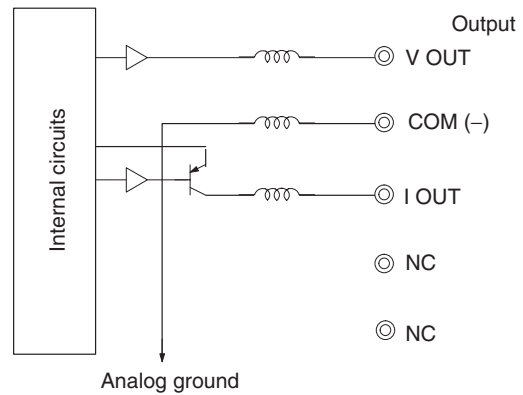 Output
V OUT
COM (–)
I OUT
Internal circuits
NC
NC
Analog ground